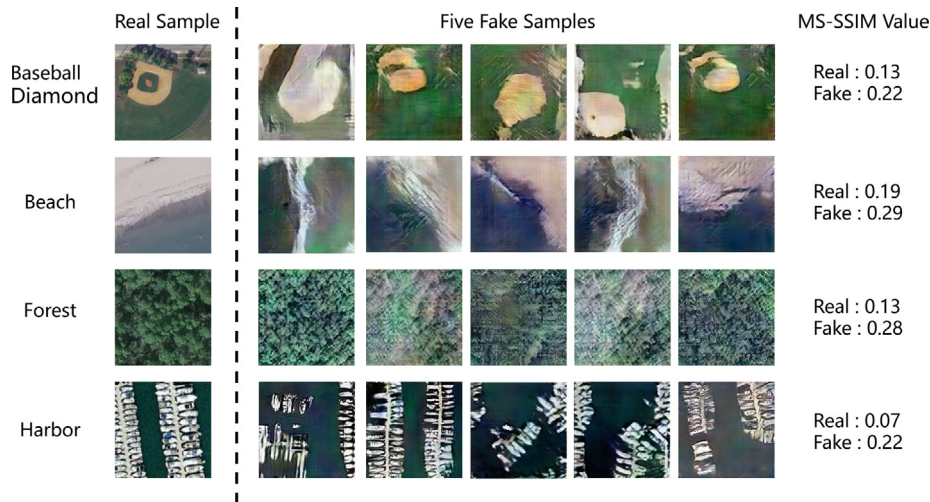 Real Sample
Five Fake Samples
MS-SSIM Value
Baseball
Diamond
Real : 0.13
Fake : 0.22
Beach
Real : 0.19
Fake : 0.29
Forest
Real : 0.13
Fake : 0.28
Harbor
Real : 0.07
Fake : 0.22